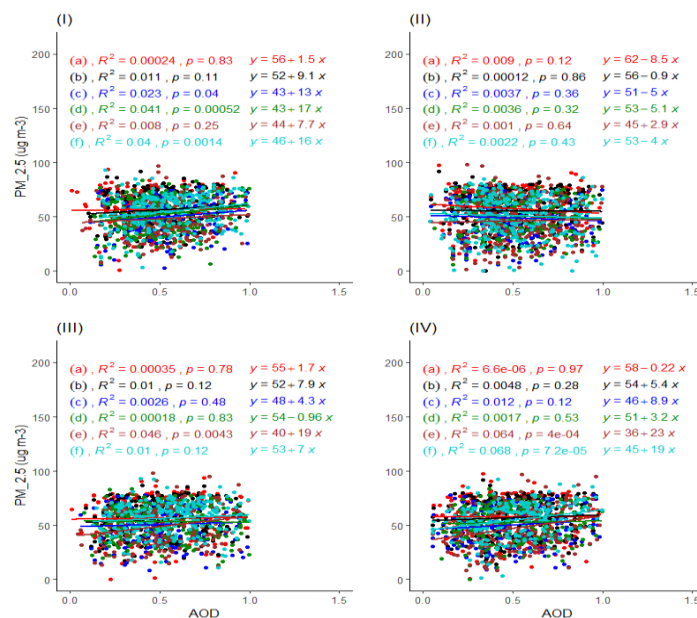 (I)
(a) , R² = 0.00024 , p = 0.83 y = 56+1.5 x
(b) , R² = 0.011 , p = 0.11 y = 52+9.1 x
(c) , R² = 0.023 , p = 0.04 y = 43+13 x
(d) , R² = 0.041 , p = 0.00052 y = 43+17 x
(e) , R² = 0.008 , p = 0.25 y = 44+7.7 x
(f) , R² = 0.04 , p = 0.0014 y = 46+16 x
PM_2.5 (ug m-3)
200
150
100
50
0
0.0 0.5 1.0 1.5
(II)
(a) , R² = 0.009 , p = 0.12 y = 62−8.5 x
(b) , R² = 0.00012 , p = 0.86 y = 56−0.9 x
(c) , R² = 0.0037 , p = 0.36 y = 51−5 x
(d) , R² = 0.0036 , p = 0.32 y = 53−5.1 x
(e) , R² = 0.001 , p = 0.64 y = 45+2.9 x
(f) , R² = 0.0022 , p = 0.43 y = 53−4 x
200
150
100
50
0
0.0 0.5 1.0 1.5
(III)
(a) , R² = 0.00035 , p = 0.78 y = 55+1.7 x
(b) , R² = 0.01 , p = 0.12 y = 52+7.9 x
(c) , R² = 0.0026 , p = 0.48 y = 48+4.3 x
(d) , R² = 0.00018 , p = 0.83 y = 54−0.96 x
(e) , R² = 0.046 , p = 0.0043 y = 40+19 x
(f) , R² = 0.01 , p = 0.12 y = 53+7 x
PM_2.5 (ug m-3)
200
150
100
50
0
0.0 0.5 1.0 1.5
AOD
(IV)
(a) , R² = 6.6e-06 , p = 0.97 y = 58−0.22 x
(b) , R² = 0.0048 , p = 0.28 y = 54+5.4 x
(c) , R² = 0.012 , p = 0.12 y = 46+8.9 x
(d) , R² = 0.0017 , p = 0.53 y = 51+3.2 x
(e) , R² = 0.064 , p = 4e-04 y = 36+23 x
(f) , R² = 0.068 , p = 7.2e-05 y = 45+19 x
200
150
100
50
0
0.0 0.5 1.0 1.5
AOD